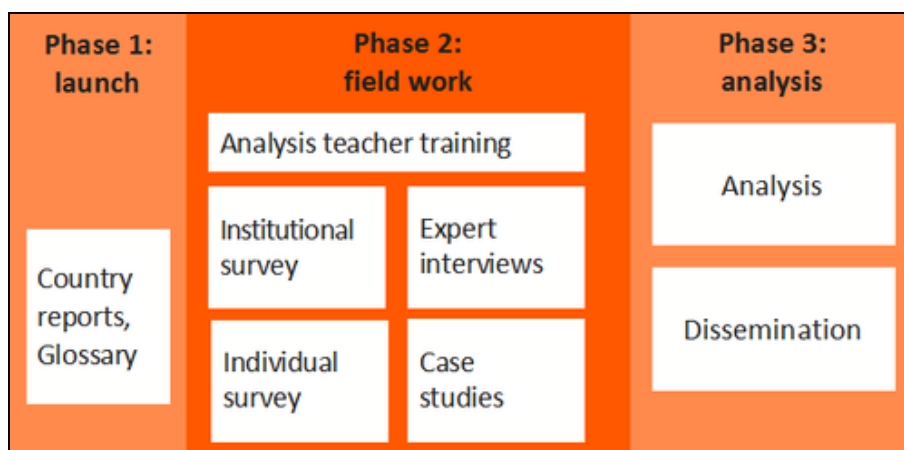 Phase 1:
launch
Country
reports,
Glossary
Phase 2:
field work
Analysis teacher training
Institutional
survey
Expert
interviews
Individual
survey
Case
studies
Phase 3:
analysis
Analysis
Dissemination